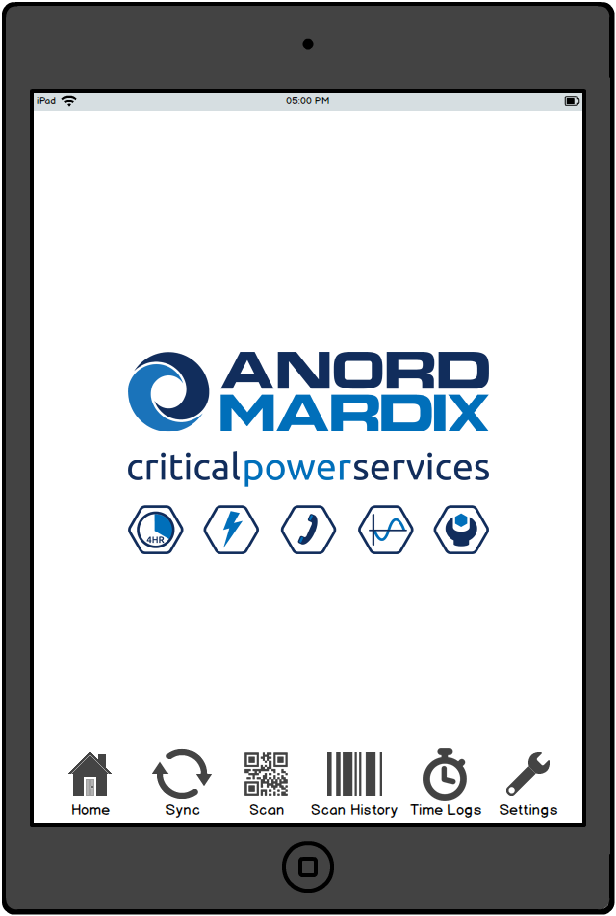 iPad 05:00 PM
ANORD
MARDIX
criticalpowerservices
4HR
Home Sync Scan Scan History Time Logs Settings